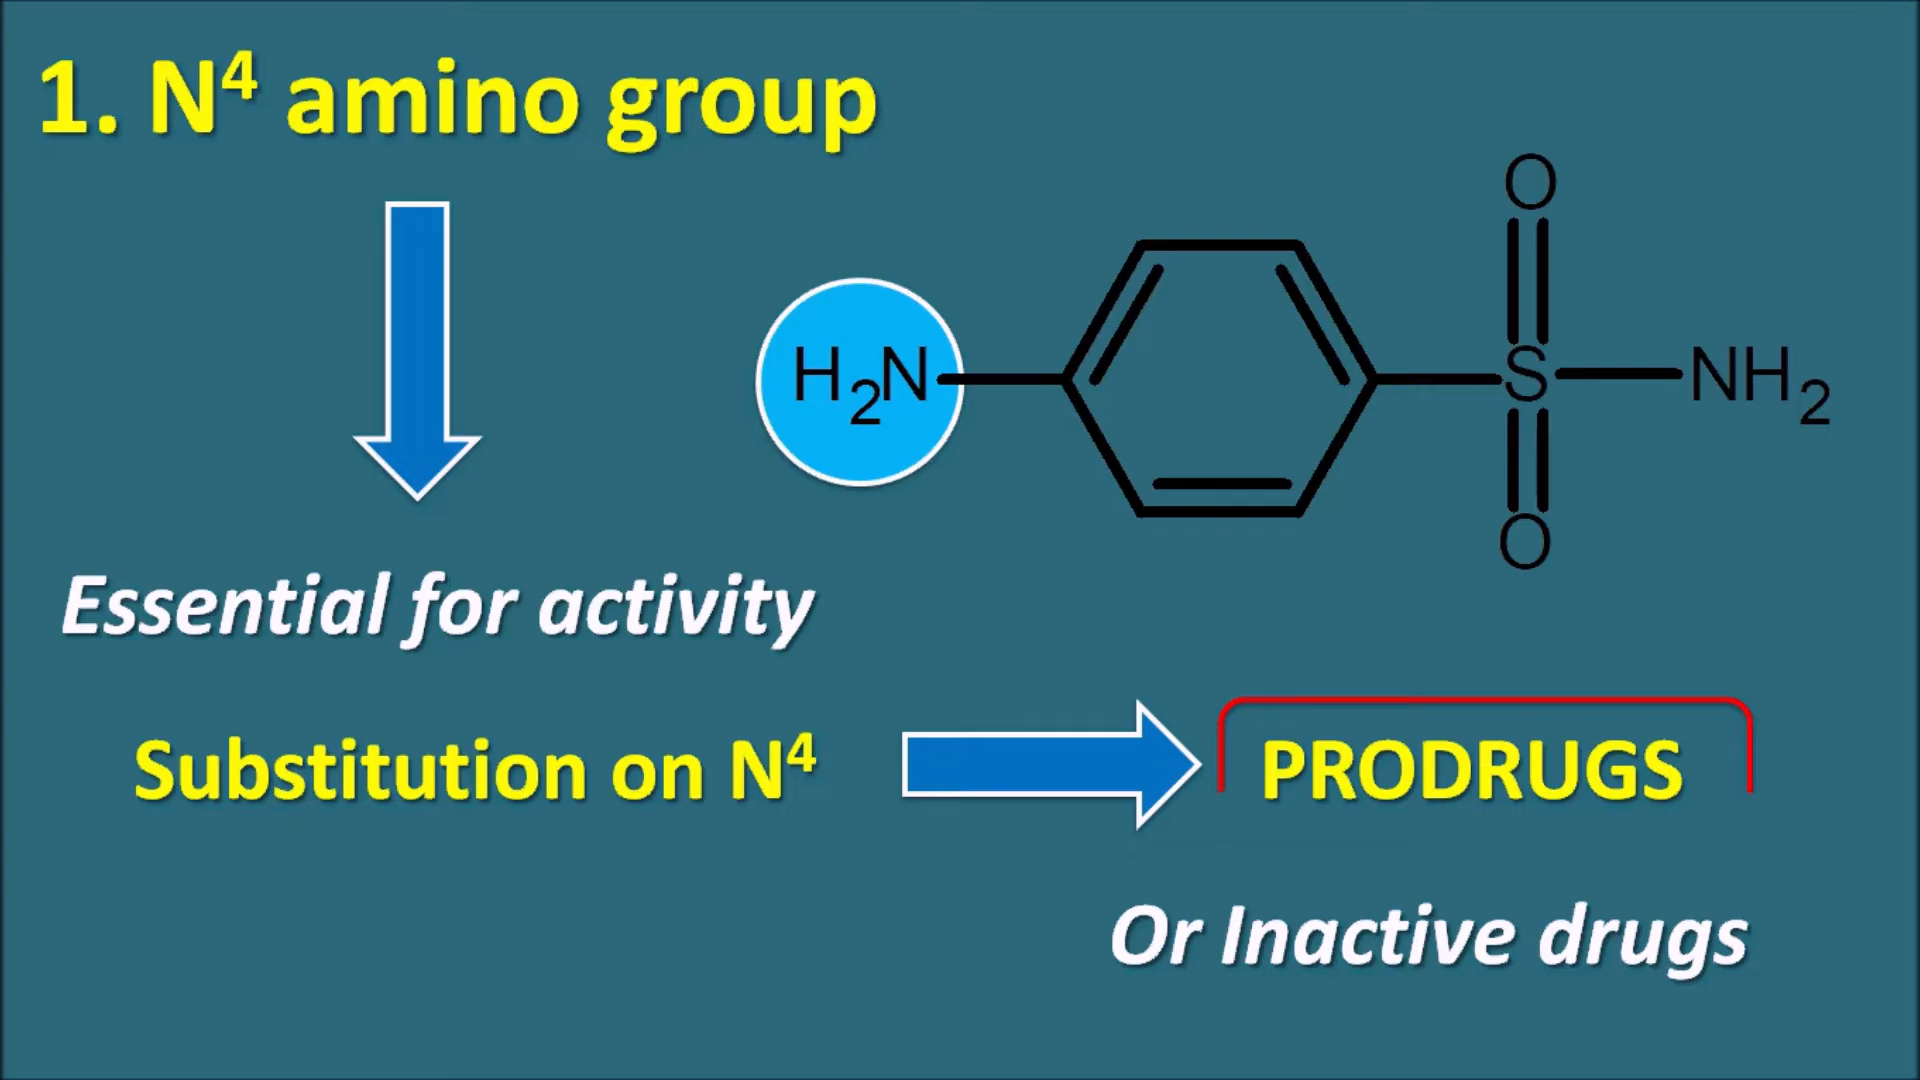 1. N⁴ amino group
O
H₂N
S
NH₂
O
Essential for activity
Substitution on N⁴
PRODRUGS
Or Inactive drugs